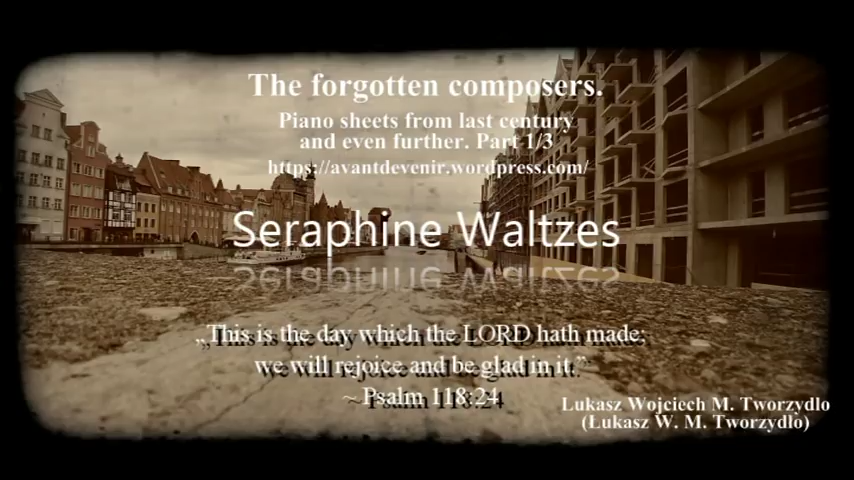 The forgotten composers.
Piano sheets from last century
and even further. Part 1/3
https://avantdevenir.wordpress.com/
Seraphine Waltzes
„This is the day which the LORD hath made;
we will rejoice and be glad in it.”
~ Psalm 118:24
Lukasz Wojciech M. Tworzydlo
(Łukasz W. M. Tworzydło)